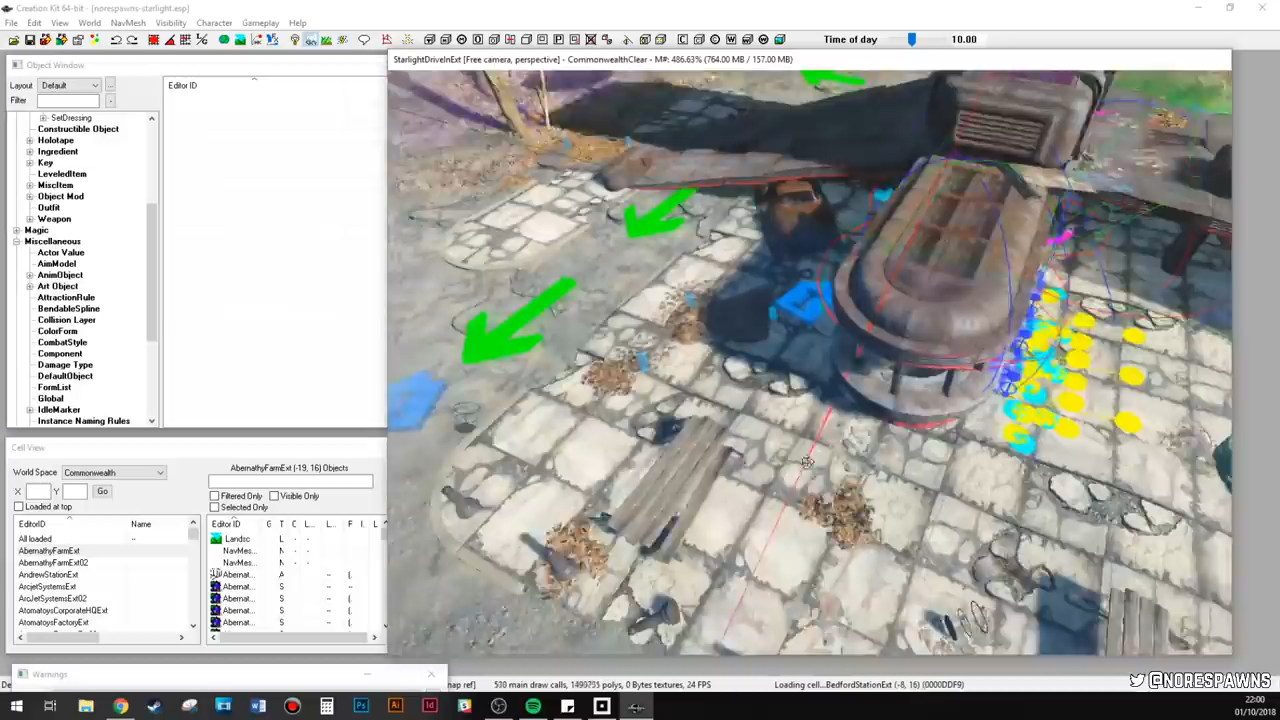 Creation Kit 64-bit - [norespawns-starlight.esp]
File Edit View World NavMesh Visibility Character Gameplay Help
Time of day 10.00
Object Window
StarlightDriveInExt [Free camera, perspective] - CommonwealthClear - M#: 486.63% (764.00 MB / 157.00 MB)
Layout Default ...
Editor ID
Filter
SetDressing
Constructible Object
Holotape
Ingredient
Key
LeveledItem
MiscItem
Object Mod
Outfit
Weapon
Magic
Miscellaneous
Actor Value
AimModel
AnimObject
Art Object
AttractionRule
BendableSpline
Collision Layer
ColorForm
CombatStyle
Component
Damage Type
DefaultObject
FormList
Global
IdleMarker
Instance Naming Rules
Cell View
World Space Commonwealth
AbernathyFarmExt (-19, 16) Objects
X Y Go
Filtered Only Visible Only
Loaded at top
Selected Only
EditorID Name
Editor ID G T C L... L... F I. L
All loaded
AbernathyFarmExt
AbernathyFarmExt02
AndrewStationExt
ArcjetSystemsExt
ArcJetSystemsExt02
AtomatoysCorporateHQExt
AtomatoysFactoryExt
Landsc L
NavMes... N
NavMes... N
Abernat... A
Abernat... S
Abernat... S
Abernat... S
Abernat... S
Warnings
nap ref]
530 main draw calls, 1499735 polys, 0 Bytes textures, 24 FPS
Loading cell...BedfordStationExt (-8, 16) (0000DDF9)
@NORESPAWNS
22:00
01/10/2018